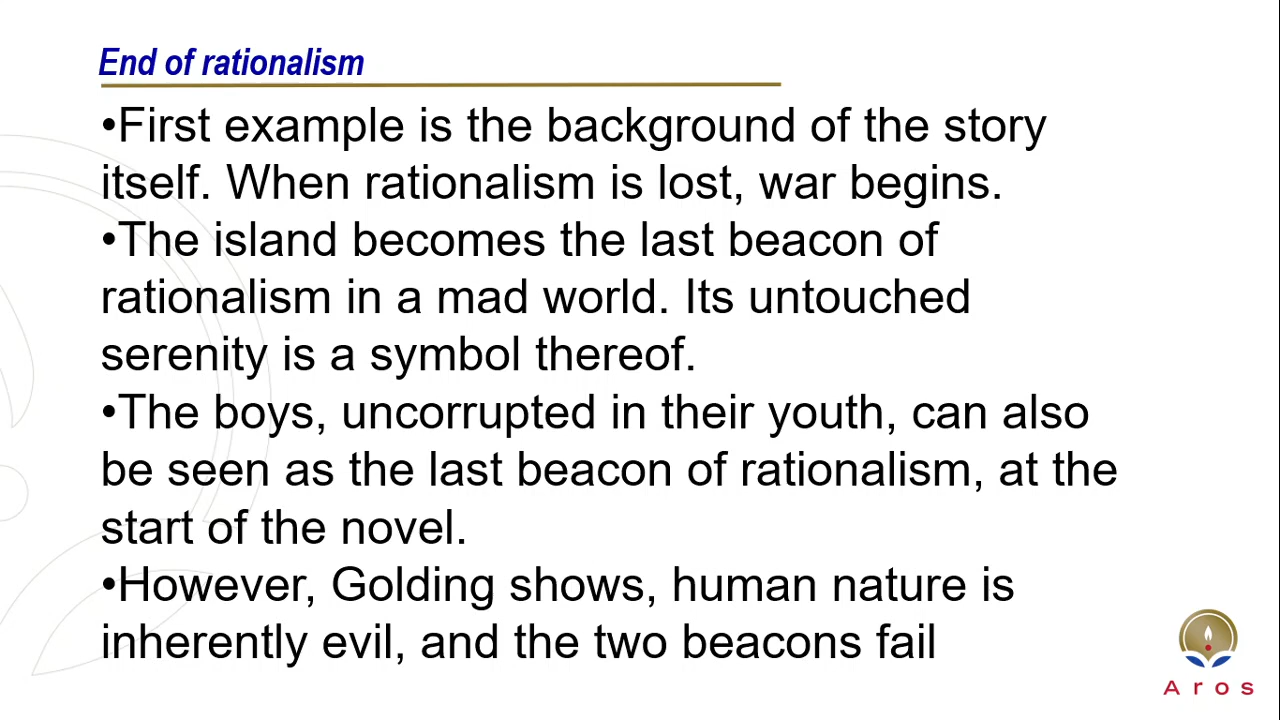 End of rationalism
•First example is the background of the story
itself. When rationalism is lost, war begins.
•The island becomes the last beacon of
rationalism in a mad world. Its untouched
serenity is a symbol thereof.
•The boys, uncorrupted in their youth, can also
be seen as the last beacon of rationalism, at the
start of the novel.
•However, Golding shows, human nature is
inherently evil, and the two beacons fail
Aros